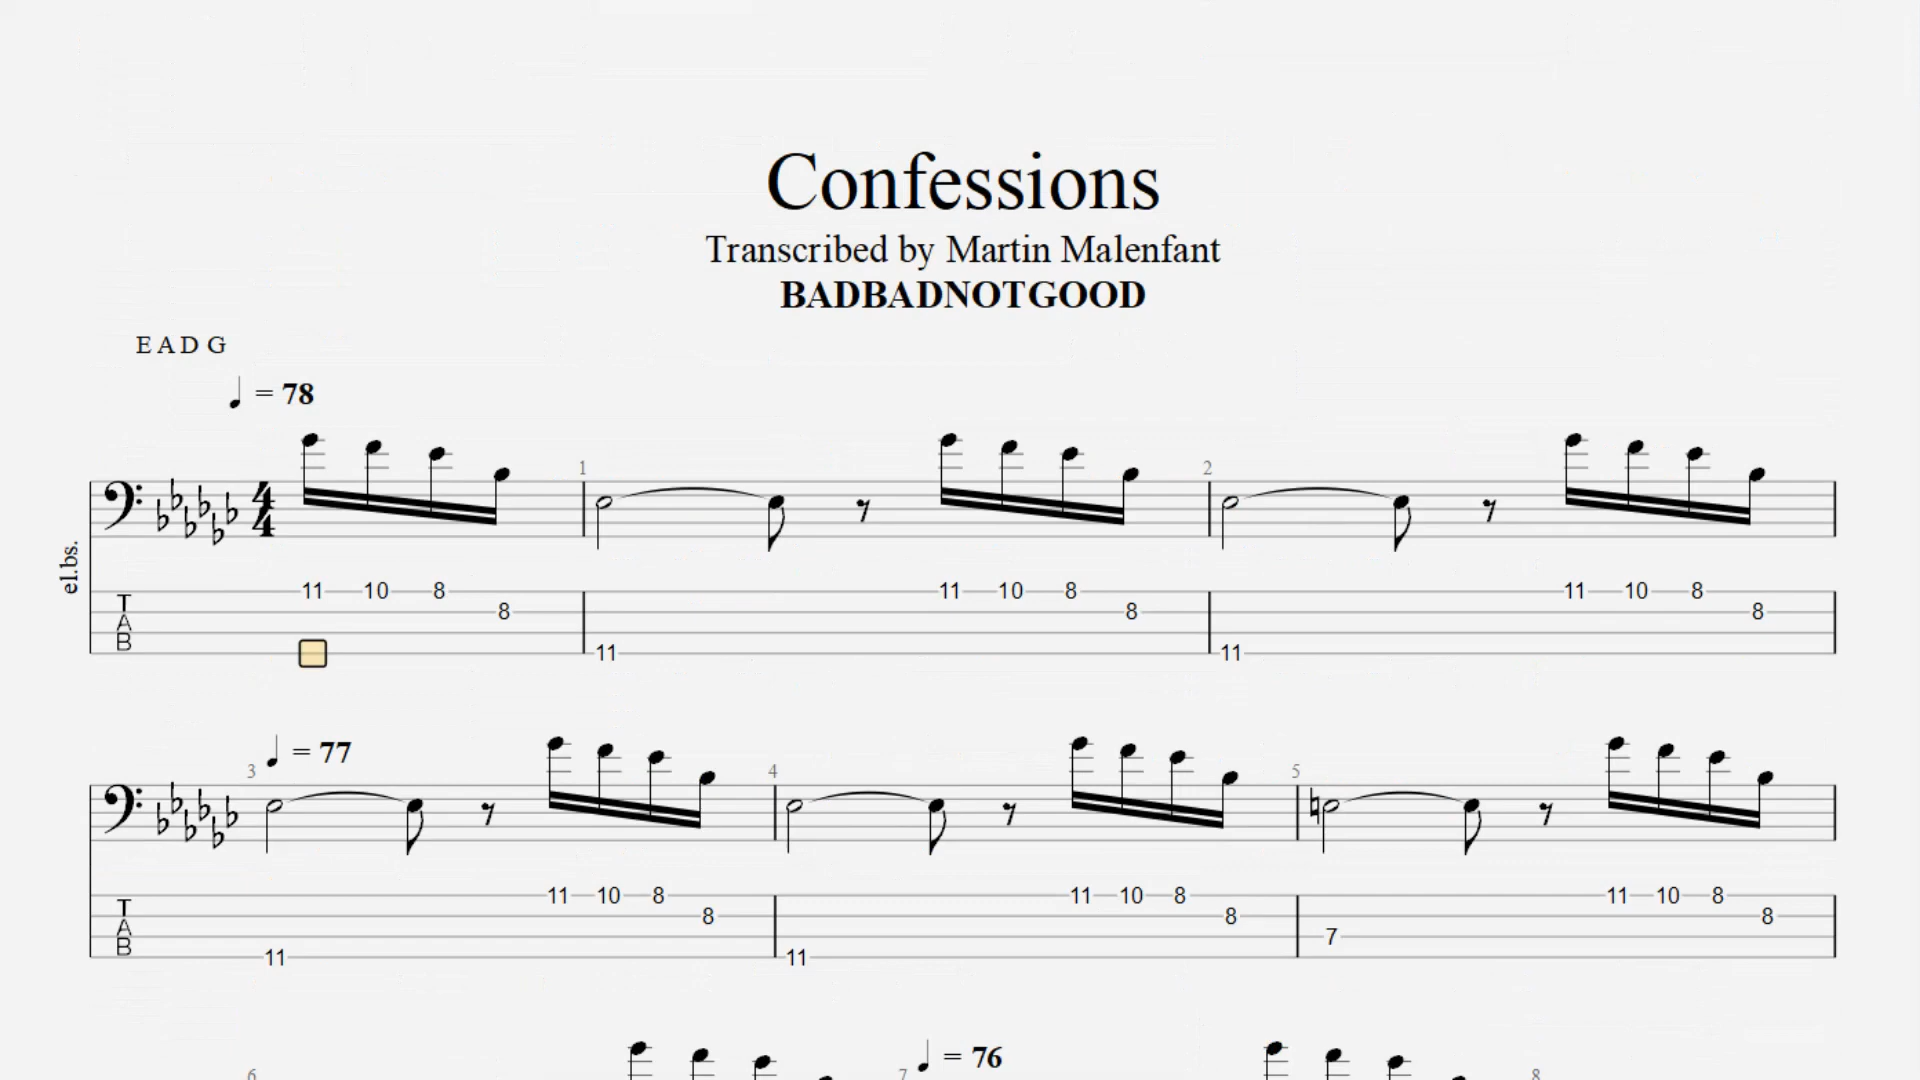 Confessions
Transcribed by Martin Malenfant
BADBADNOTGOOD
E A D G
= 78
1
2
el.bs.
4
4
T
A
B
11 10 8 11 10 8 11 10 8
8 8 8
11 11
= 77
3
4
5
T
A
B
11 10 8 11 10 8 11 10 8
8 8 8
7
11 11
= 76
6
7
8